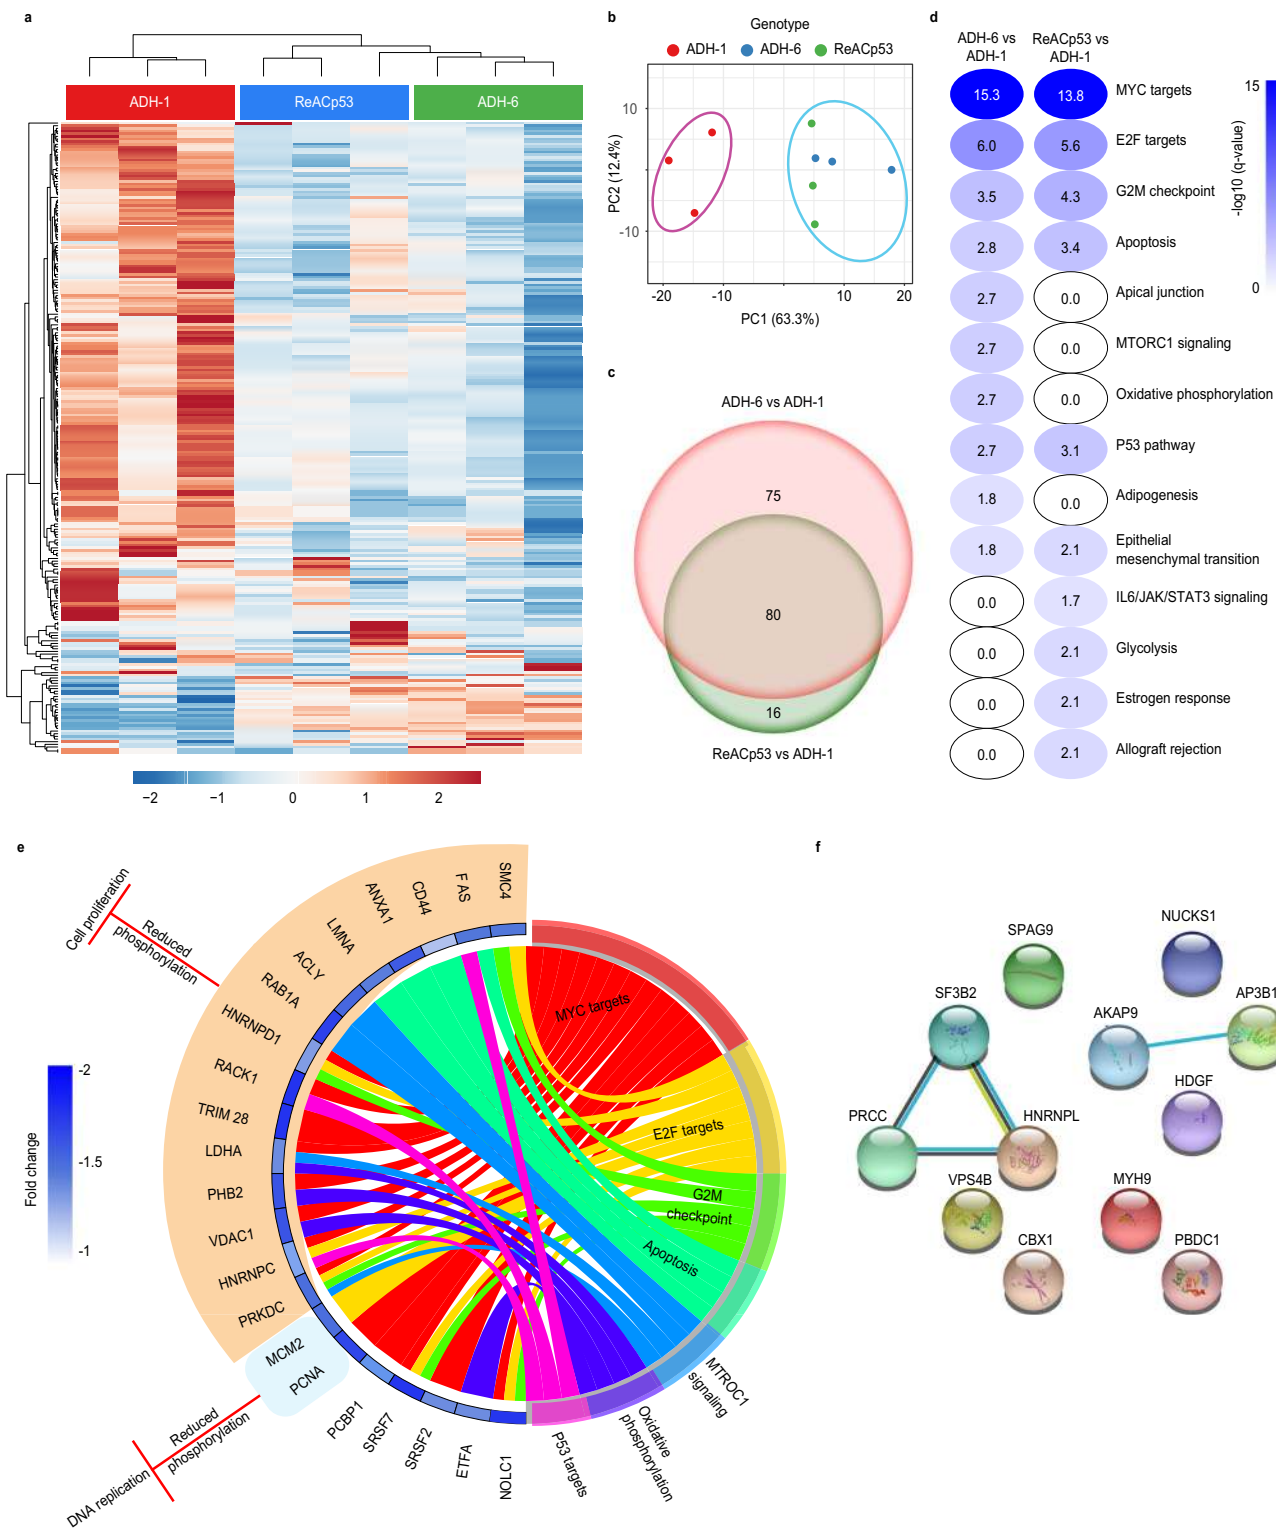 a
ADH-1
ReACp53
ADH-6
−2
−1
0
1
2
b
Genotype
ADH-1
ADH-6
ReACp53
10
-10
PC2 (12.4%)
-20
-10
10
20
PC1 (63.3%)
c
ADH-6 vs ADH-1
75
80
16
ReACp53 vs ADH-1
d
ADH-6 vs
ADH-1
ReACp53 vs
ADH-1
15.3 13.8 MYC targets
6.0 5.6 E2F targets
3.5 4.3 G2M checkpoint
2.8 3.4 Apoptosis
2.7 0.0 Apical junction
2.7 0.0 MTORC1 signaling
2.7 0.0 Oxidative phosphorylation
2.7 3.1 P53 pathway
1.8 0.0 Adipogenesis
1.8 2.1 Epithelial
mesenchymal transition
0.0 1.7 IL6/JAK/STAT3 signaling
0.0 2.1 Glycolysis
0.0 2.1 Estrogen response
0.0 2.1 Allograft rejection
15
0
-log10 (q-value)
e
Cell proliferation
Reduced
phosphorylation
SMC4
F AS
CD44
ANXA1
LMNA
ACLY
RAB1A
HNRNPD1
RACK1
TRIM 28
LDHA
PHB2
VDAC1
HNRNPC
PRKDC
MCM2
PCNA
PCBP1
SRSF7
SRSF2
ETFA
NOLC1
Reduced
phosphorylation
DNA replication
Fold change
-2
-1.5
-1
MYC targets
E2F targets
G2M
checkpoint
Apoptosis
MTROC1
signaling
Oxidative
phosphorylation
P53 targets
f
SPAG9
NUCKS1
SF3B2
AKAP9
AP3B1
HDGF
PRCC
HNRNPL
VPS4B
MYH9
CBX1
PBDC1